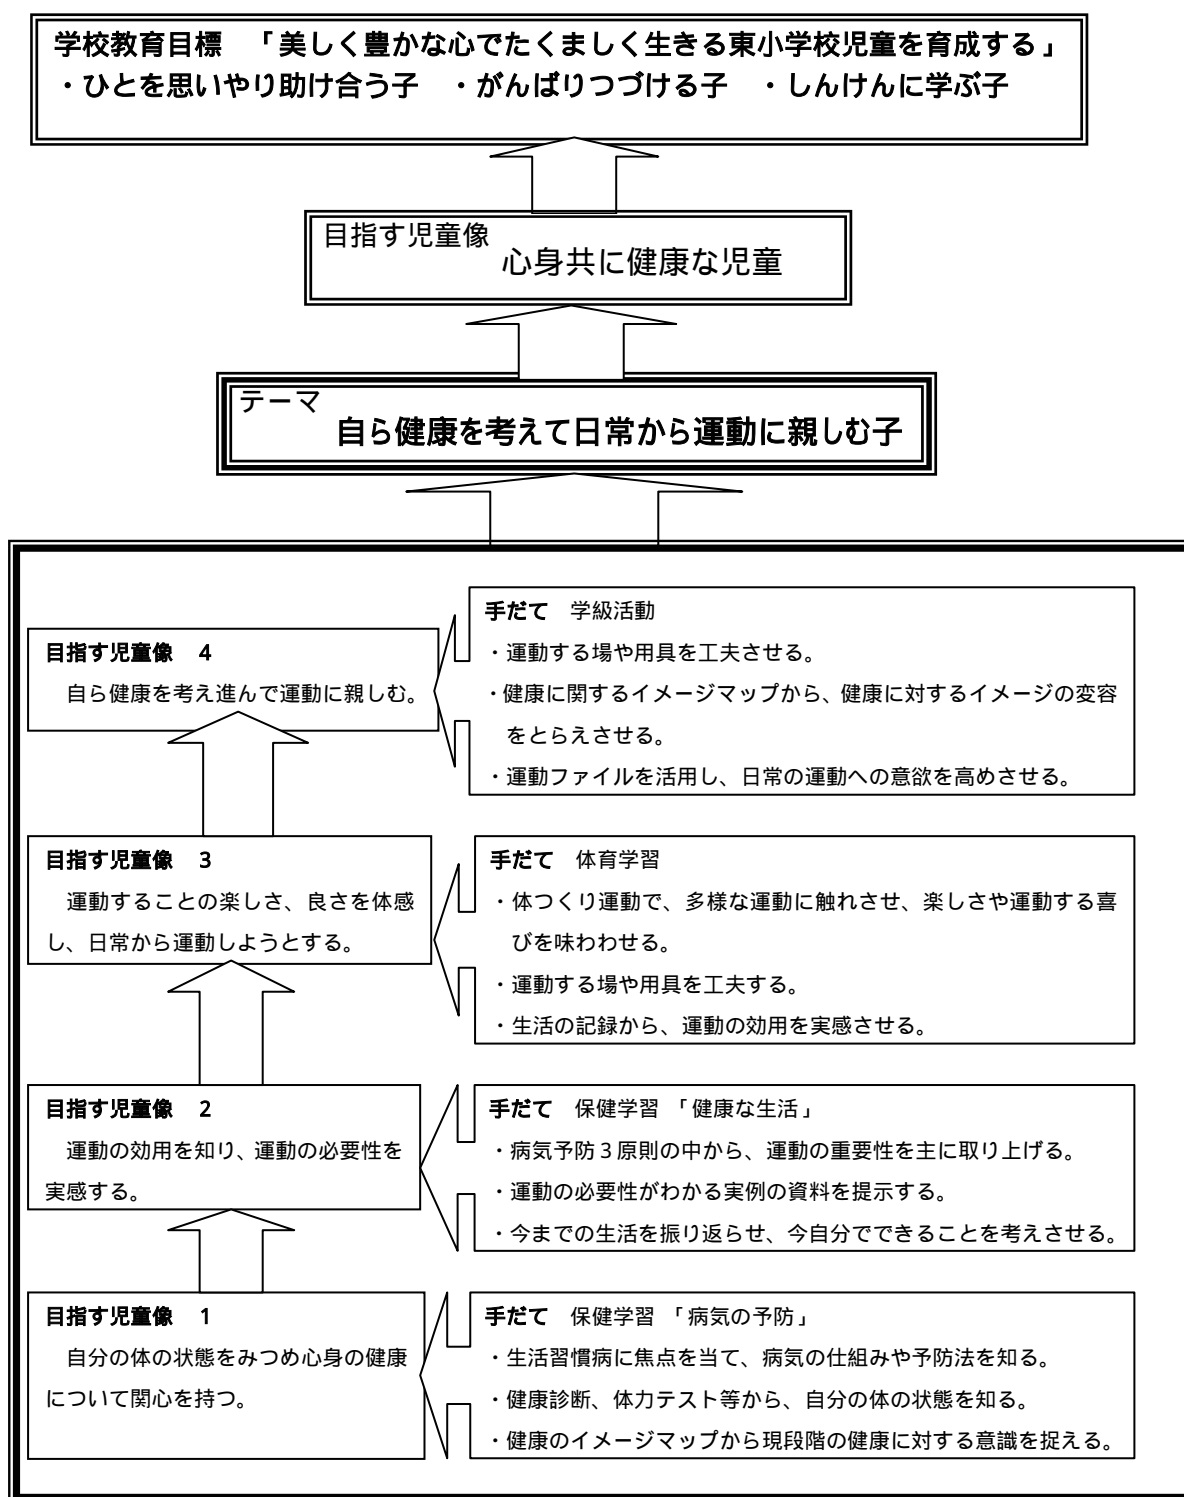 学校教育目標　「美しく豊かな心でたくましく生きる東小学校児童を育成する」
・ひとを思いやり助け合う子　・がんばりつづける子　・しんけんに学ぶ子
目指す児童像
心身共に健康な児童
テーマ
自ら健康を考えて日常から運動に親しむ子
目指す児童像　4
自ら健康を考え進んで運動に親しむ。
手だて　学級活動
・運動する場や用具を工夫させる。
・健康に関するイメージマップから、健康に対するイメージの変容
をとらえさせる。
・運動ファイルを活用し、日常の運動への意欲を高めさせる。
目指す児童像　3
運動することの楽しさ、良さを体感
し、日常から運動しようとする。
手だて　体育学習
・体つくり運動で、多様な運動に触れさせ、楽しさや運動する喜
びを味わわせる。
・運動する場や用具を工夫する。
・生活の記録から、運動の効用を実感させる。
目指す児童像　2
運動の効用を知り、運動の必要性を
実感する。
手だて　保健学習　「健康な生活」
・病気予防３原則の中から、運動の重要性を主に取り上げる。
・運動の必要性がわかる実例の資料を提示する。
・今までの生活を振り返らせ、今自分でできることを考えさせる。
目指す児童像　1
自分の体の状態をみつめ心身の健康
について関心を持つ。
手だて　保健学習　「病気の予防」
・生活習慣病に焦点を当て、病気の仕組みや予防法を知る。
・健康診断、体力テスト等から、自分の体の状態を知る。
・健康のイメージマップから現段階の健康に対する意識を捉える。